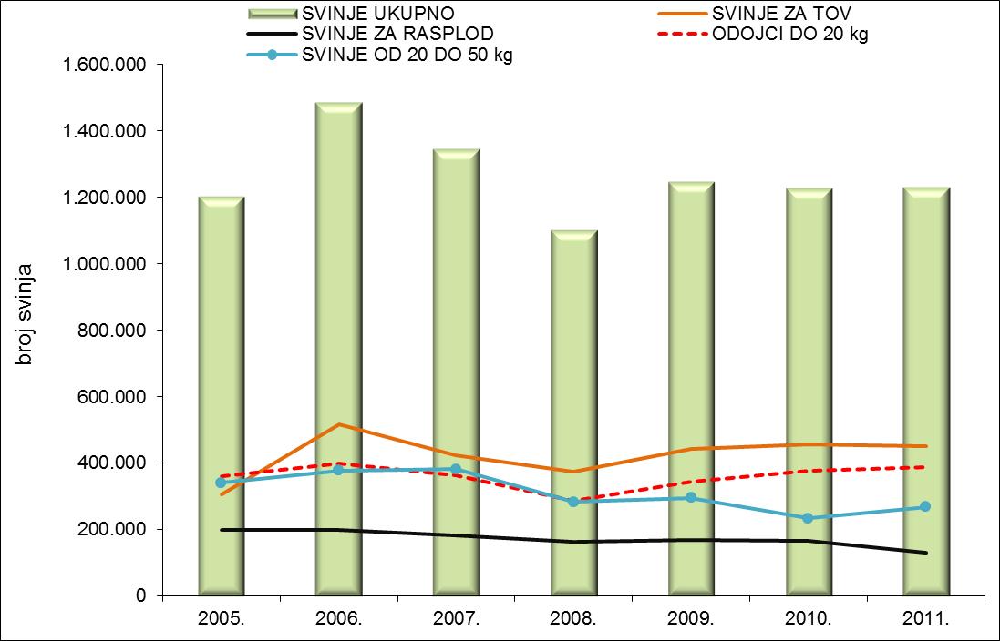 SVINJE UKUPNO
SVINJE ZA TOV
SVINJE ZA RASPLOD
ODOJCI DO 20 kg
SVINJE OD 20 DO 50 kg
1.600.000
1.400.000
1.200.000
1.000.000
800.000
600.000
400.000
200.000
0
broj svinja
2005.
2006.
2007.
2008.
2009.
2010.
2011.